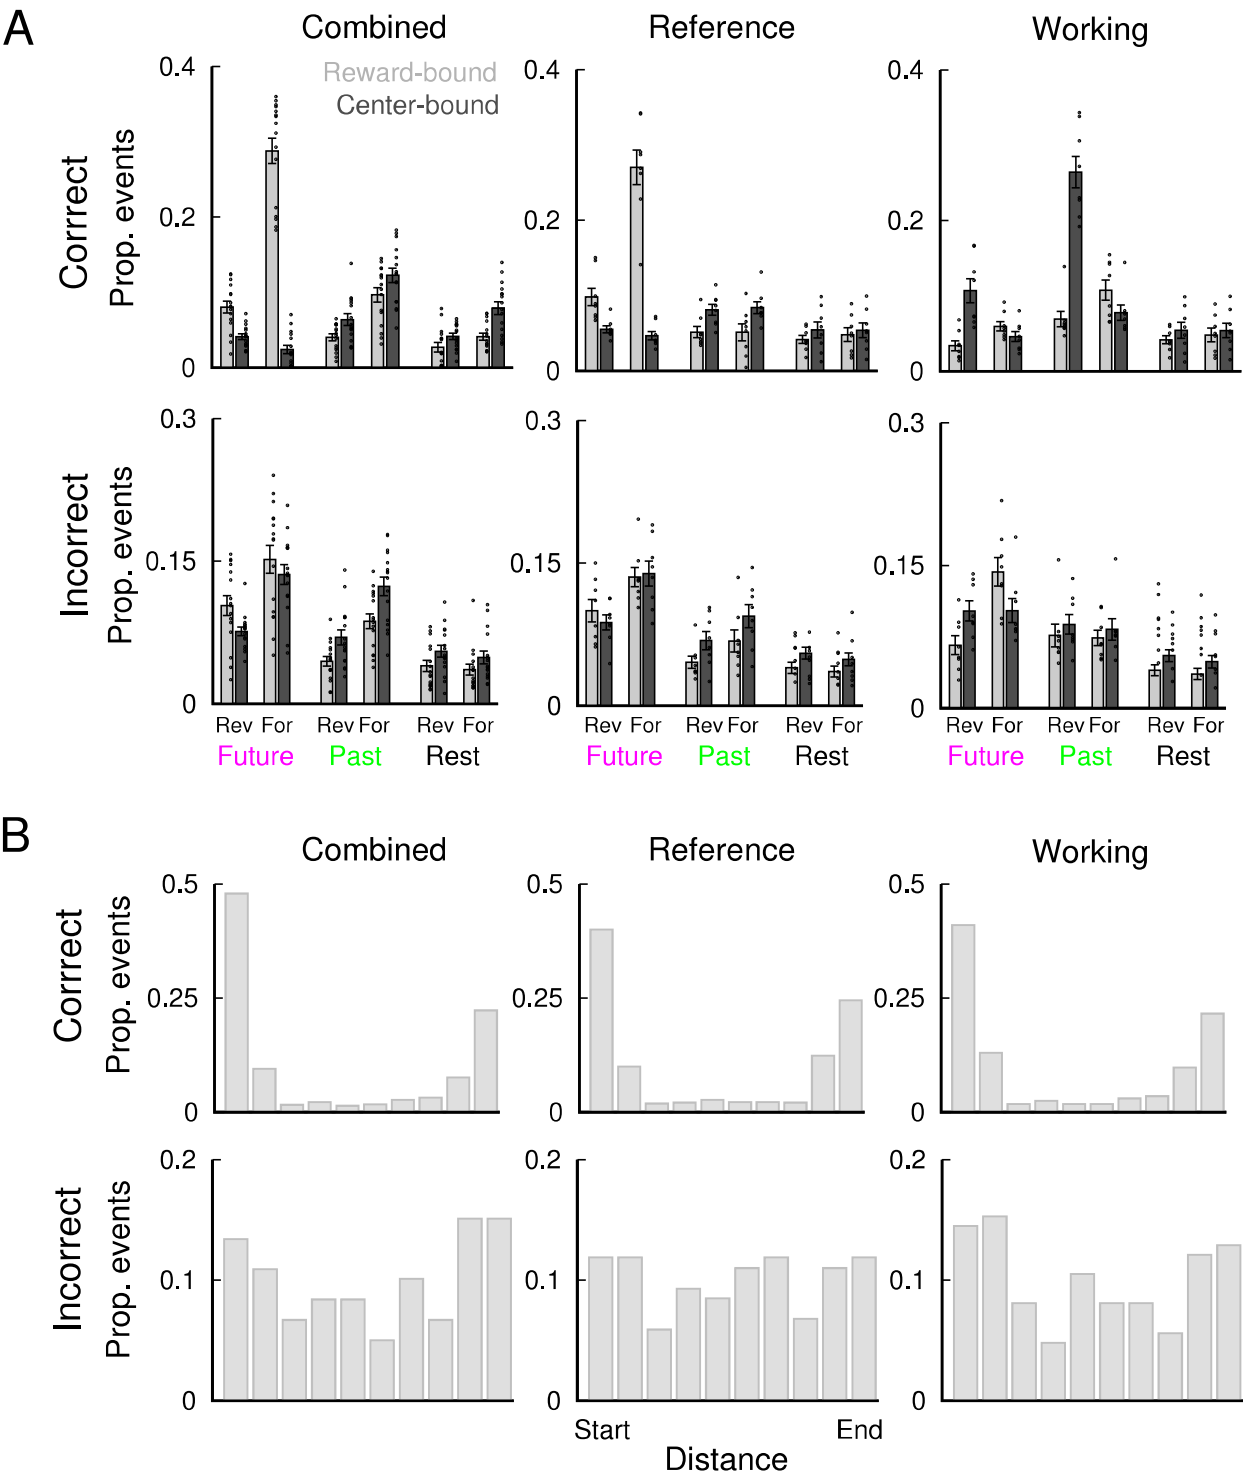 A
Combined Reference Working
Reward-bound
Center-bound
Corrrect
Prop. events
0.4 0.4 0.4
0.2 0.2 0.2
0 0 0
Incorrect
Prop. events
0.3 0.3 0.3
0.15 0.15 0.15
0 0 0
Rev For Rev For Rev For Rev For Rev For Rev For Rev For Rev For Rev For
Future Past Rest Future Past Rest Future Past Rest
B
Combined Reference Working
Corrrect
Prop. events
0.5 0.5 0.5
0.25 0.25 0.25
0 0 0
Incorrect
Prop. events
0.2 0.2 0.2
0.1 0.1 0.1
0 0 0
Start End
Distance